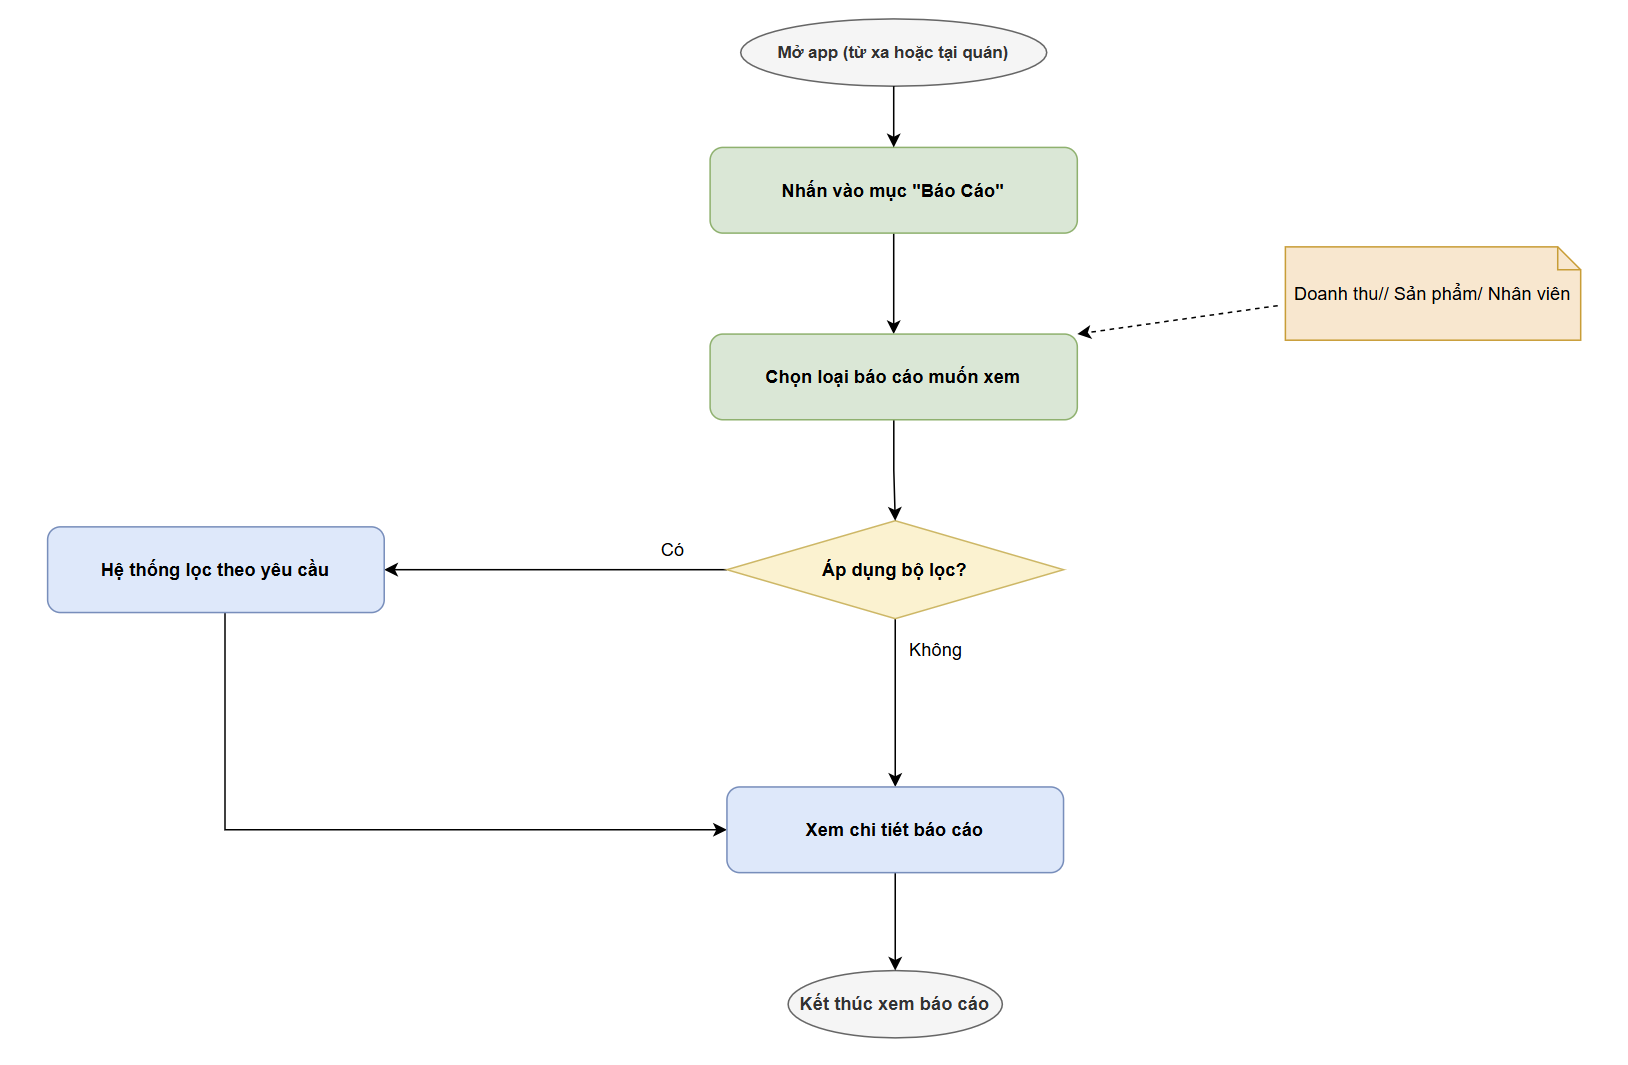 Mở app (từ xa hoặc tại quán)
Nhấn vào mục "Báo Cáo"
Doanh thu// Sản phẩm/ Nhân viên
Chọn loại báo cáo muốn xem
Có
Hệ thống lọc theo yêu cầu
Áp dụng bộ lọc?
Không
Xem chi tiét báo cáo
Kết thúc xem báo cáo